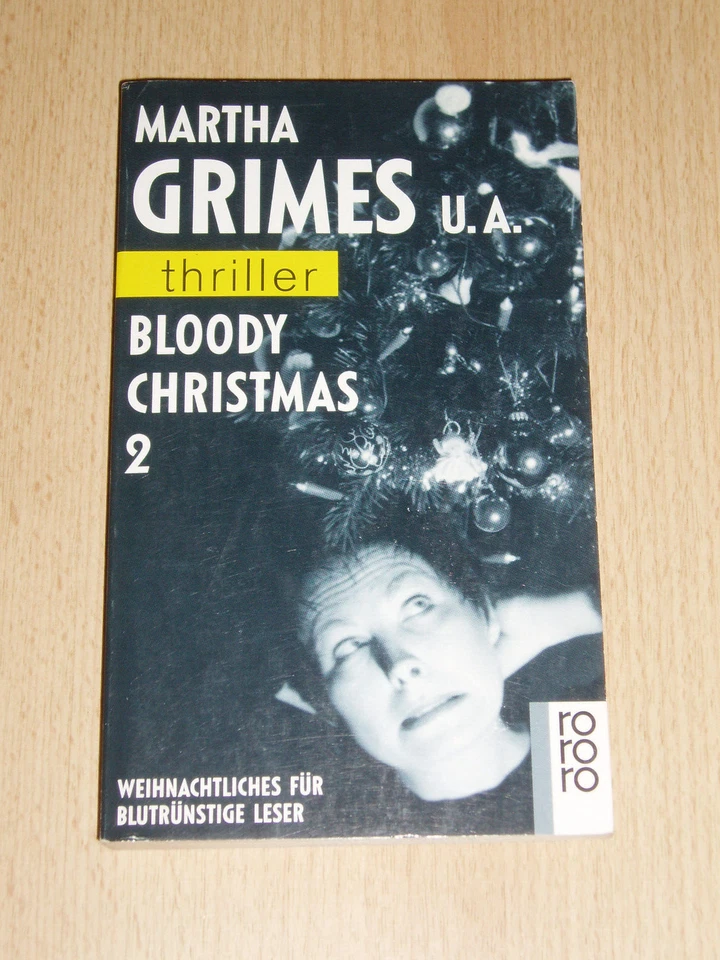 MARTHA
GRIMES U.A.
thriller
BLOODY
CHRISTMAS
2
WEIHNACHTLICHES FÜR
BLUTRÜNSTIGE LESER
ro
ro
ro